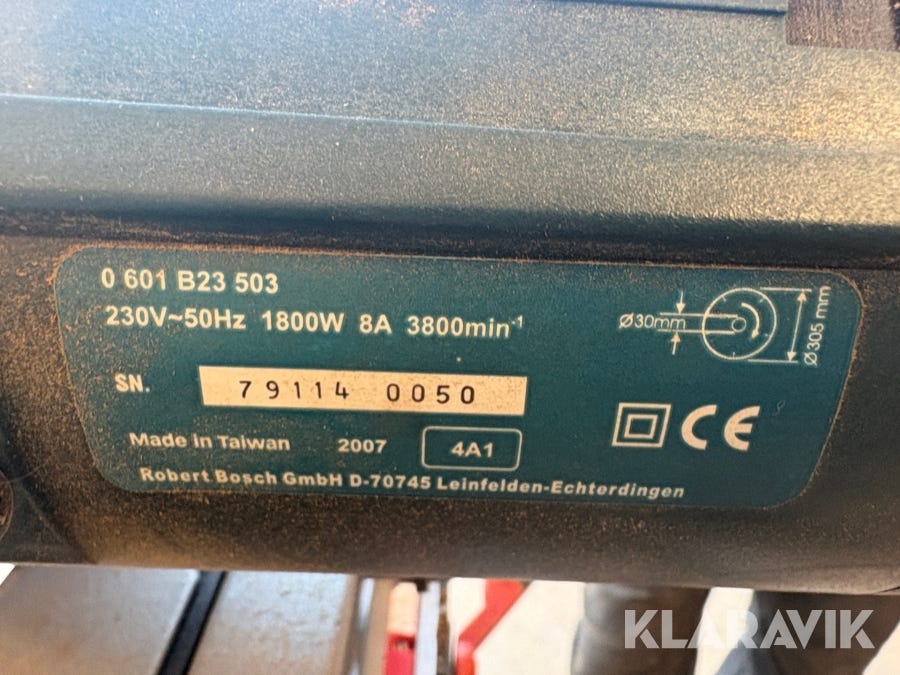 0 601 B23 503
230V~50Hz 1800W 8A 3800min⁻¹
Ø30mm
Ø305 mm
SN. 79114 0050
Made in Taiwan 2007 4A1
CE
Robert Bosch GmbH D-70745 Leinfelden-Echterdingen
KLARAVIK